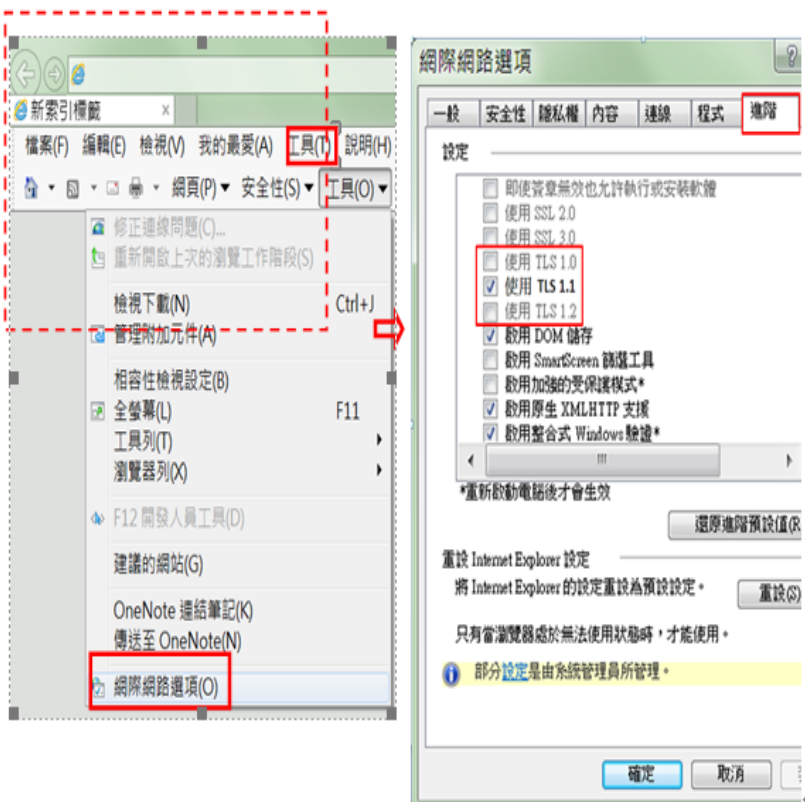 新索引標籤
檔案(F) 編輯(E) 檢視(V) 我的最愛(A) 工具(T) 說明(H)
網頁(P) 安全性(S) 工具(O)
修正連線問題(C)...
重新開啟上次的瀏覽工作階段(S)
檢視下載(N) Ctrl+J
管理附加元件(A)
相容性檢視設定(B)
全螢幕(L) F11
工具列(T)
瀏覽器列(X)
F12 開發人員工具(D)
建議的網站(G)
OneNote 連結筆記(K)
傳送至 OneNote(N)
網際網路選項(O)
網際網路選項
一般 安全性 隱私權 內容 連線 程式 進階
設定
即使簽章無效也允許執行或安裝軟體
使用 SSL 2.0
使用 SSL 3.0
使用 TLS 1.0
使用 TLS 1.1
使用 TLS 1.2
啟用 DOM 儲存
啟用 SmartScreen 篩選工具
啟用加強的受保護模式*
啟用原生 XMLHTTP 支援
啟用整合式 Windows 驗證*
*重新啟動電腦後才會生效
還原進階預設值(R
重設 Internet Explorer 設定
將 Internet Explorer 的設定重設為預設設定。
重設(S)
只有當瀏覽器處於無法使用狀態時，才能使用。
部分設定是由系統管理員所管理。
確定 取消